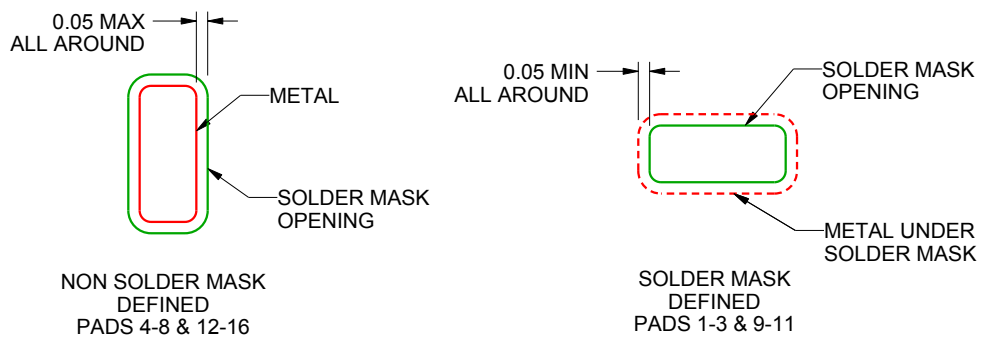 0.05 MAX
ALL AROUND
METAL
SOLDER MASK
OPENING
NON SOLDER MASK
DEFINED
PADS 4-8 & 12-16
0.05 MIN
ALL AROUND
SOLDER MASK
OPENING
METAL UNDER
SOLDER MASK
SOLDER MASK
DEFINED
PADS 1-3 & 9-11